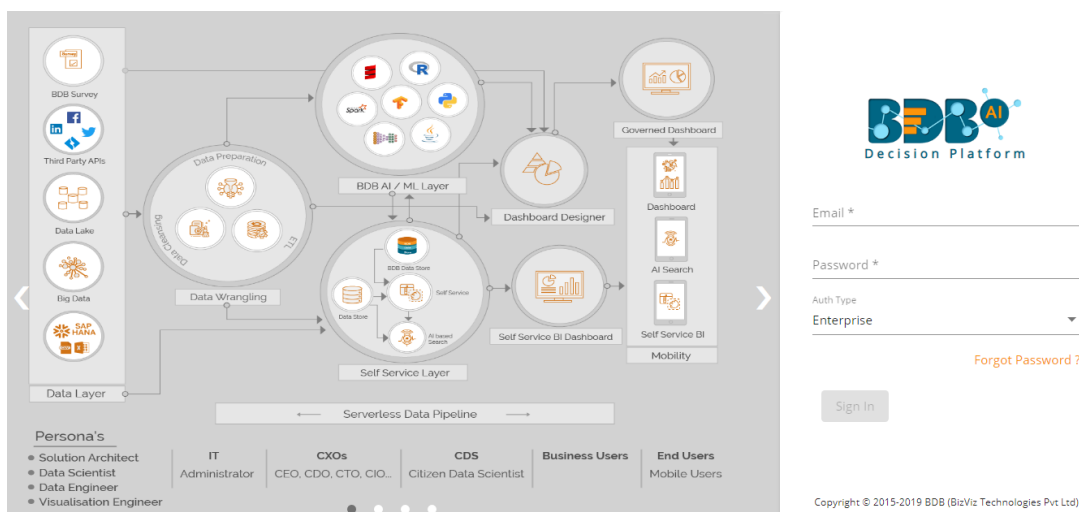 Survey
BDB Survey
Third Party APIs
Data Lake
Big Data
SAP
HANA
Data Layer
Data Preparation
Data Cleansing
ETL
Data Wrangling
R
Spark
BDB AI / ML Layer
BDB Data Store
Data Store
Self Service
AI based
Search
Self Service Layer
Dashboard Designer
Self Service BI Dashboard
Governed Dashboard
Dashboard
AI Search
Self Service BI
Mobility
← Serverless Data Pipeline →
Persona's
Solution Architect
Data Scientist
Data Engineer
Visualisation Engineer
IT
Administrator
CXOs
CEO, CDO, CTO, CIO...
CDS
Citizen Data Scientist
Business Users
End Users
Mobile Users
BDB AI
Decision Platform
Email *
Password *
Auth Type
Enterprise
Forgot Password ?
Sign In
Copyright © 2015-2019 BDB (BizViz Technologies Pvt Ltd)